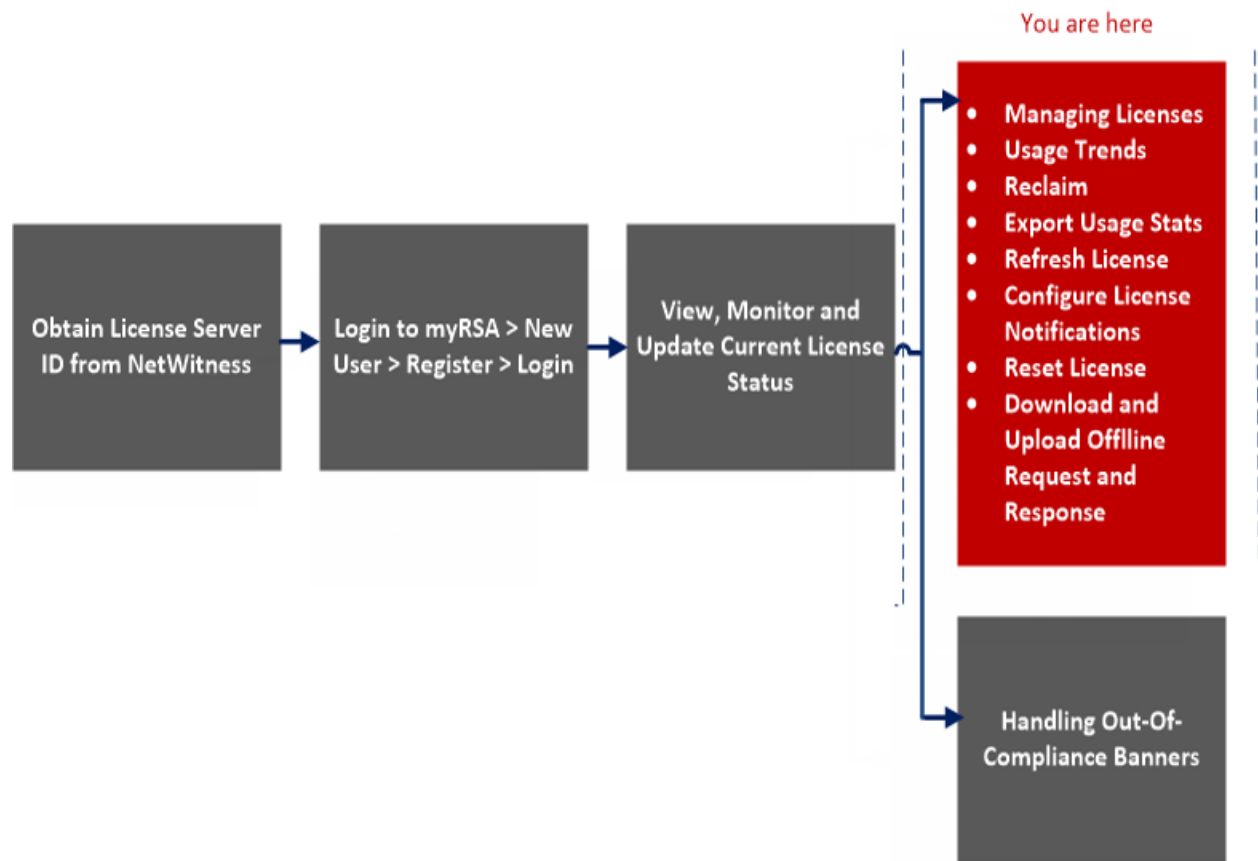 You are here
• Managing Licenses
• Usage Trends
• Reclaim
• Export Usage Stats
• Refresh License
• Configure License
Notifications
• Reset License
• Download and
Upload Offlline
Request and
Response
Obtain License Server
ID from NetWitness
Login to myRSA > New
User > Register > Login
View, Monitor and
Update Current License
Status
Handling Out-Of-
Compliance Banners